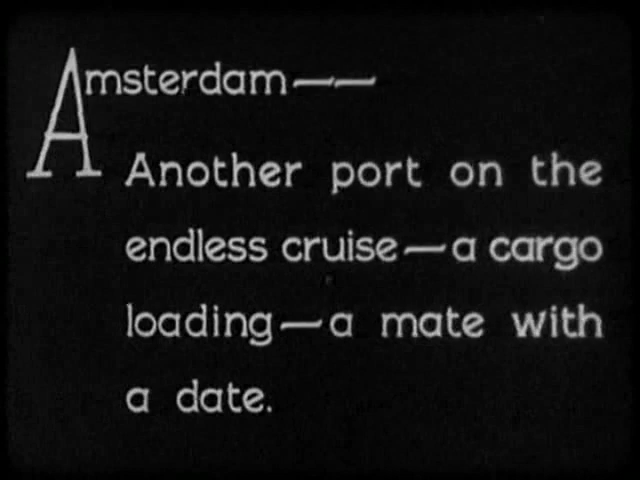 Amsterdam——
Another port on the
endless cruise—a cargo
loading—a mate with
a date.